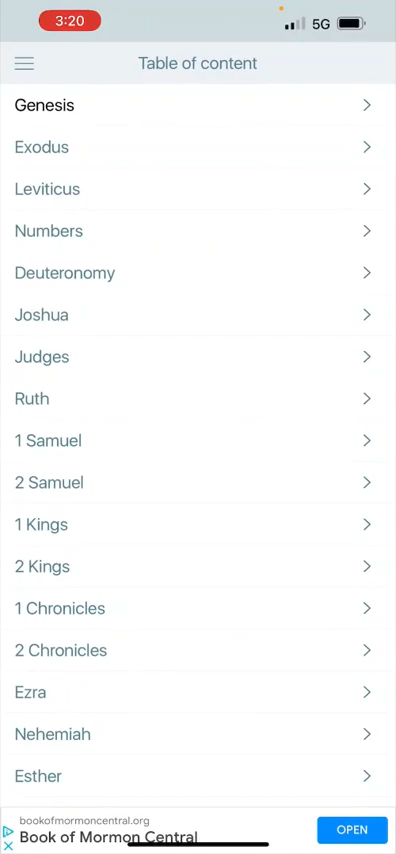 3:20
5G
Table of content
Genesis
Exodus
Leviticus
Numbers
Deuteronomy
Joshua
Judges
Ruth
1 Samuel
2 Samuel
1 Kings
2 Kings
1 Chronicles
2 Chronicles
Ezra
Nehemiah
Esther
bookofmormoncentral.org
Book of Mormon Central
OPEN